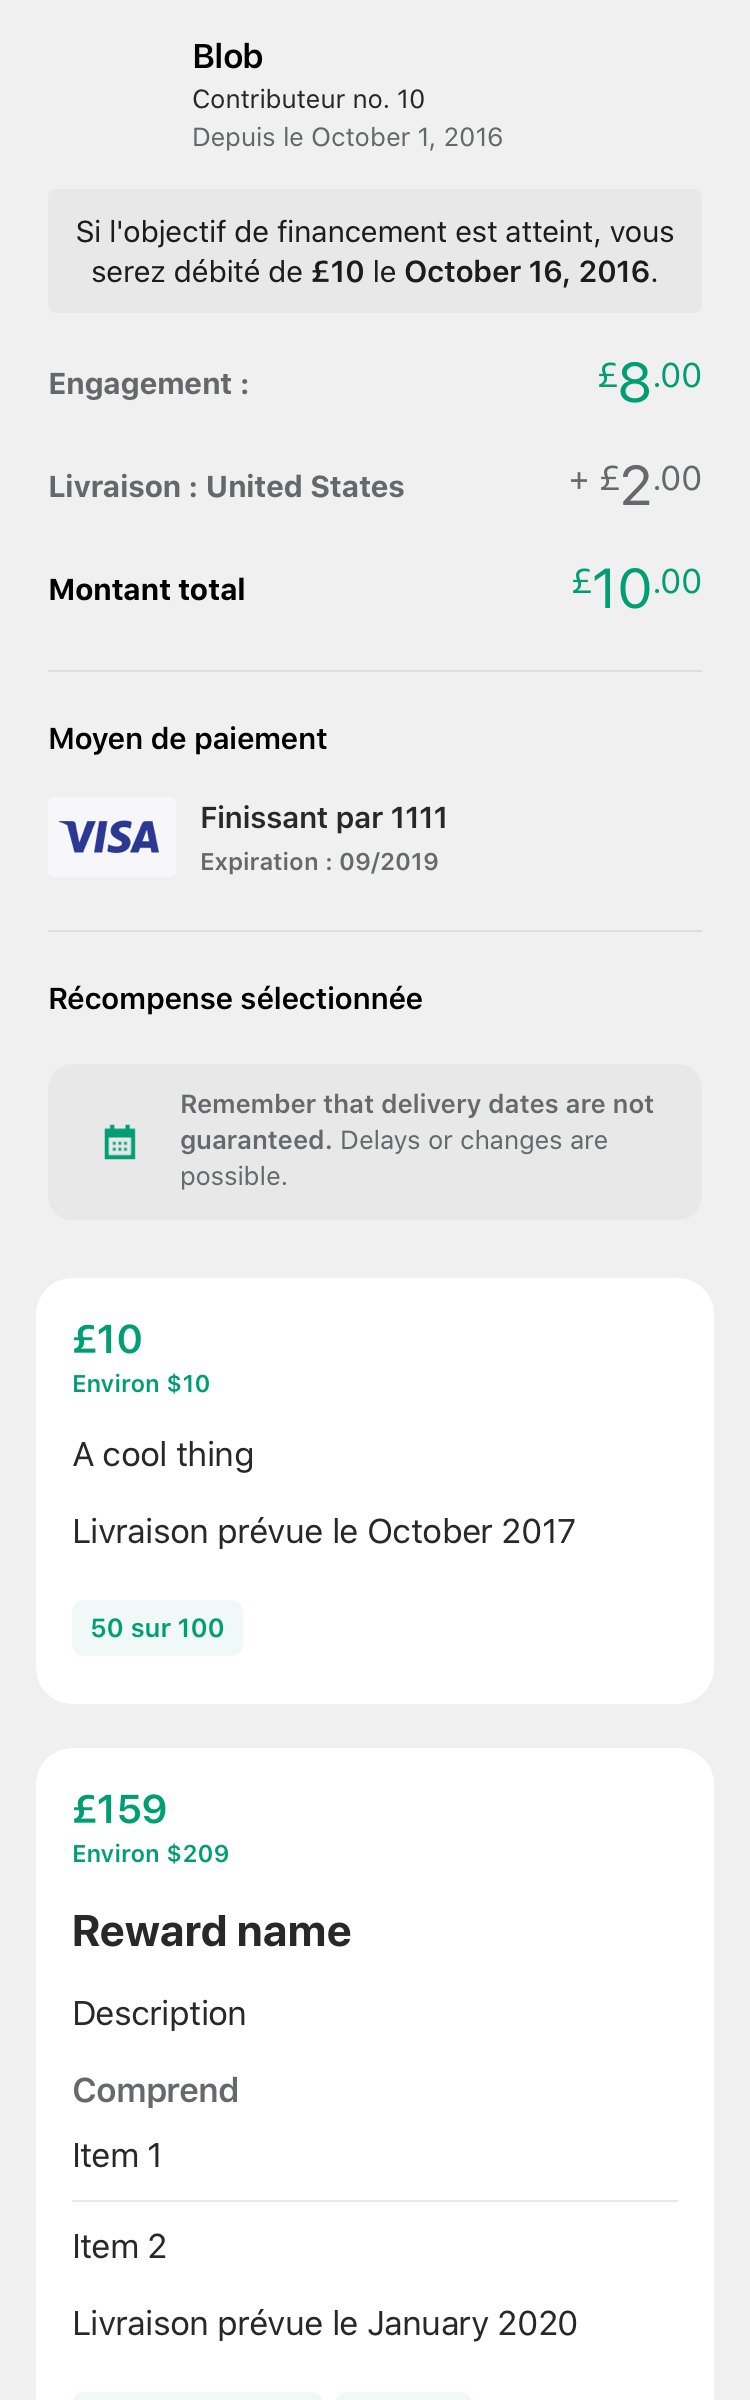 Blob
Contributeur no. 10
Depuis le October 1, 2016
Si l'objectif de financement est atteint, vous
serez débité de £10 le October 16, 2016.
Engagement : £8.00
Livraison : United States + £2.00
Montant total £10.00
Moyen de paiement
VISA
Finissant par 1111
Expiration : 09/2019
Récompense sélectionnée
Remember that delivery dates are not
guaranteed. Delays or changes are
possible.
£10
Environ $10
A cool thing
Livraison prévue le October 2017
50 sur 100
£159
Environ $209
Reward name
Description
Comprend
Item 1
Item 2
Livraison prévue le January 2020